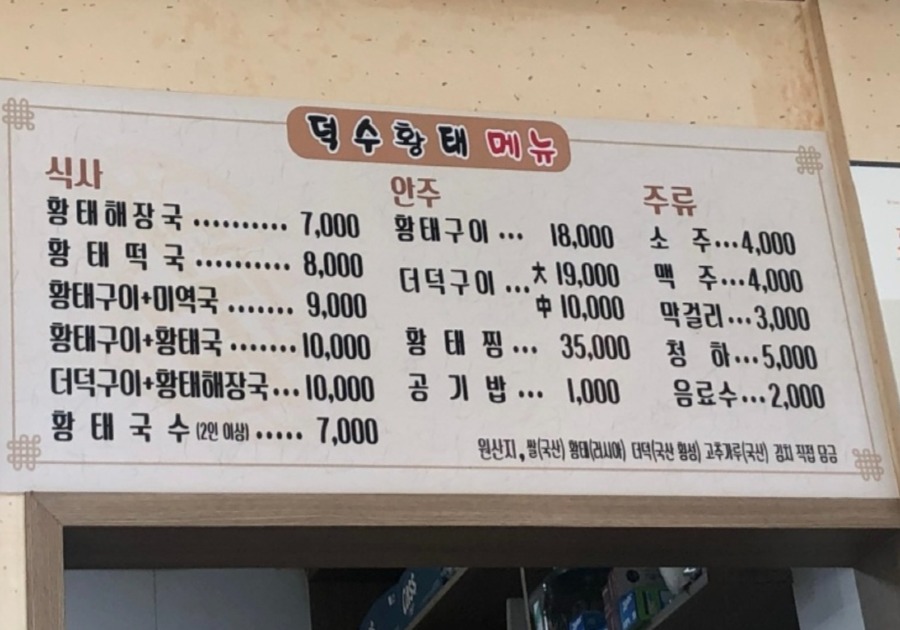 덕수황태 메뉴
식사
황태해장국 .......... 7,000
황 태 떡 국 .......... 8,000
황태구이+미역국 ....... 9,000
황태구이+황태국 .......10,000
더덕구이+황태해장국...10,000
황 태 국 수 (2인 이상) ..... 7,000
안주
황태구이 ... 18,000
더덕구이 ...大 19,000
中 10,000
황 태 찜 ... 35,000
공 기 밥 ... 1,000
주류
소 주...4,000
맥 주...4,000
막걸리...3,000
청 하...5,000
음료수...2,000
원산지, 쌀(국산) 황태(러시아) 더덕(국산 횡성) 고추가루(국산) 김치 직접 담금